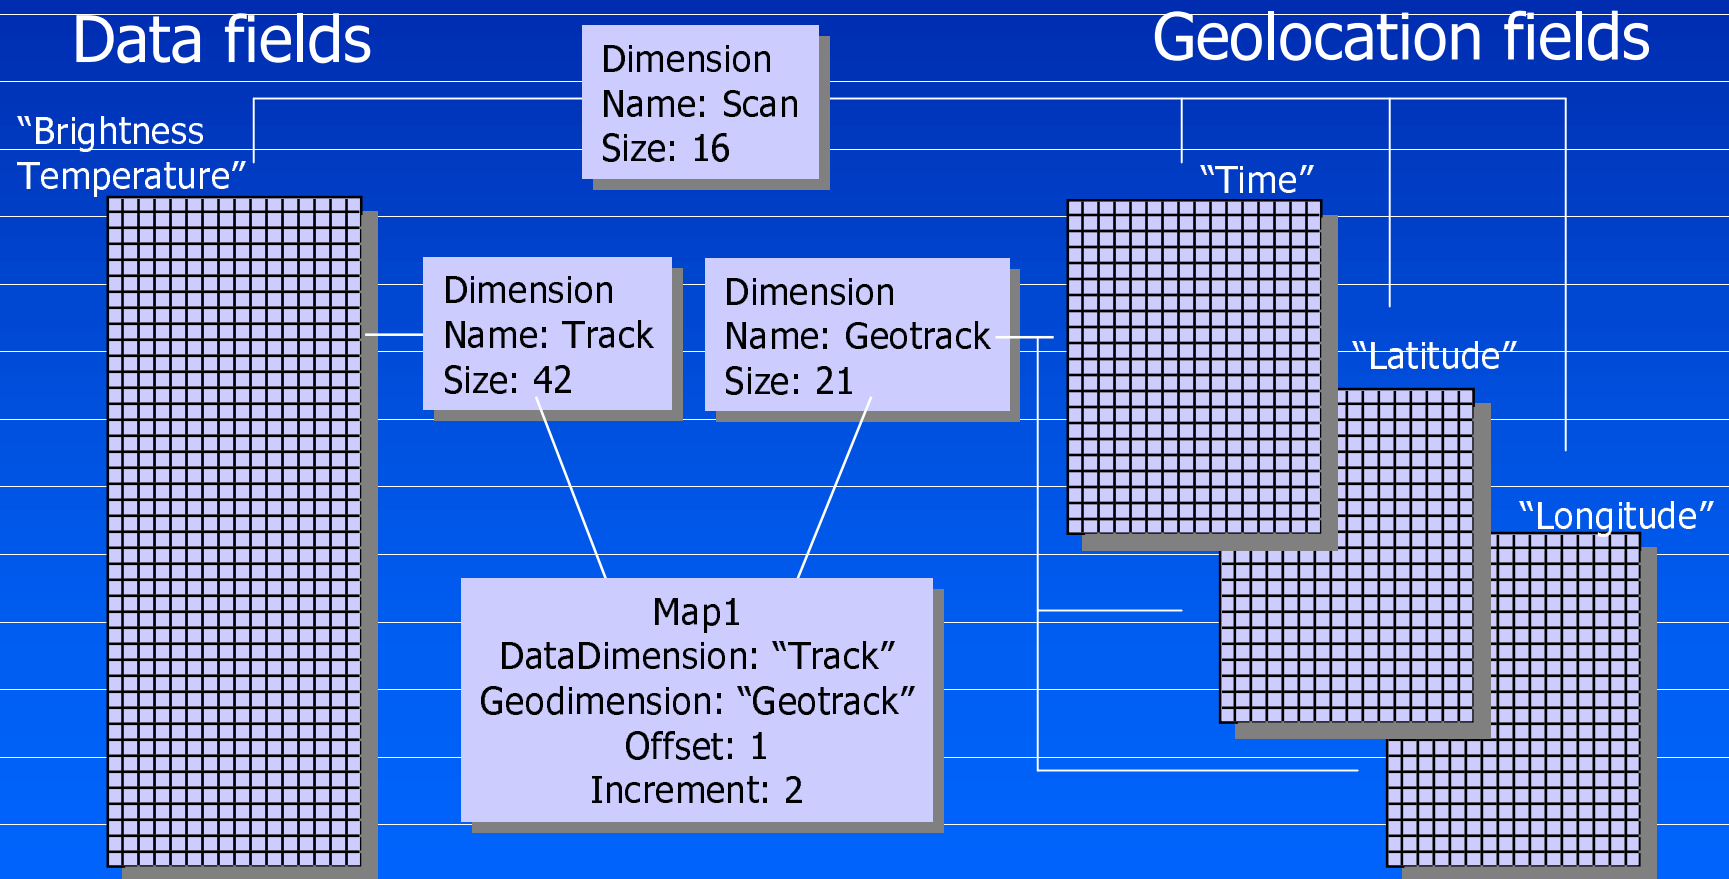 Data fields
Geolocation fields
Dimension
Name: Scan
Size: 16
“Brightness
Temperature”
“Time”
Dimension
Name: Track
Size: 42
Dimension
Name: Geotrack
Size: 21
“Latitude”
“Longitude”
Map1
DataDimension: “Track”
Geodimension: “Geotrack”
Offset: 1
Increment: 2